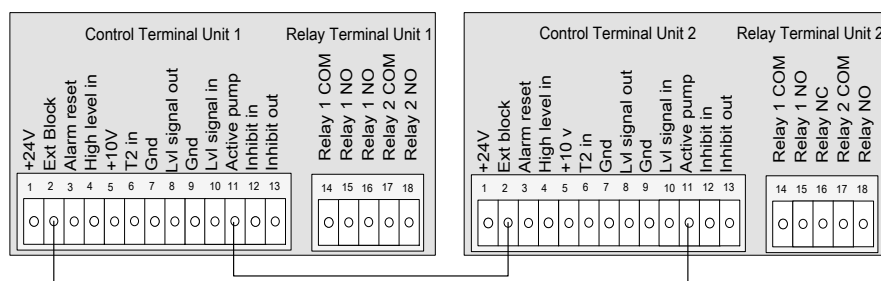 Control Terminal Unit 1
Relay Terminal Unit 1
+24V
Ext Block
Alarm reset
High level in
+10V
T2 in
Gnd
Lvl signal out
Gnd
Lvl signal in
Active pump
Inhibit in
Inhibit out
Relay 1 COM
Relay 1 NO
Relay 1 NO
Relay 2 COM
Relay 2 NO
1 2 3 4 5 6 7 8 9 10 11 12 13
14 15 16 17 18
Control Terminal Unit 2
Relay Terminal Unit 2
+24V
Ext block
Alarm reset
High level in
+10 v
T2 in
Gnd
Lvl signal out
Gnd
Lvl signal in
Active pump
Inhibit in
Inhibit out
Relay 1 COM
Relay 1 NO
Relay NC
Relay 2 COM
Relay NO
1 2 3 4 5 6 7 8 9 10 11 12 13
14 15 16 17 18